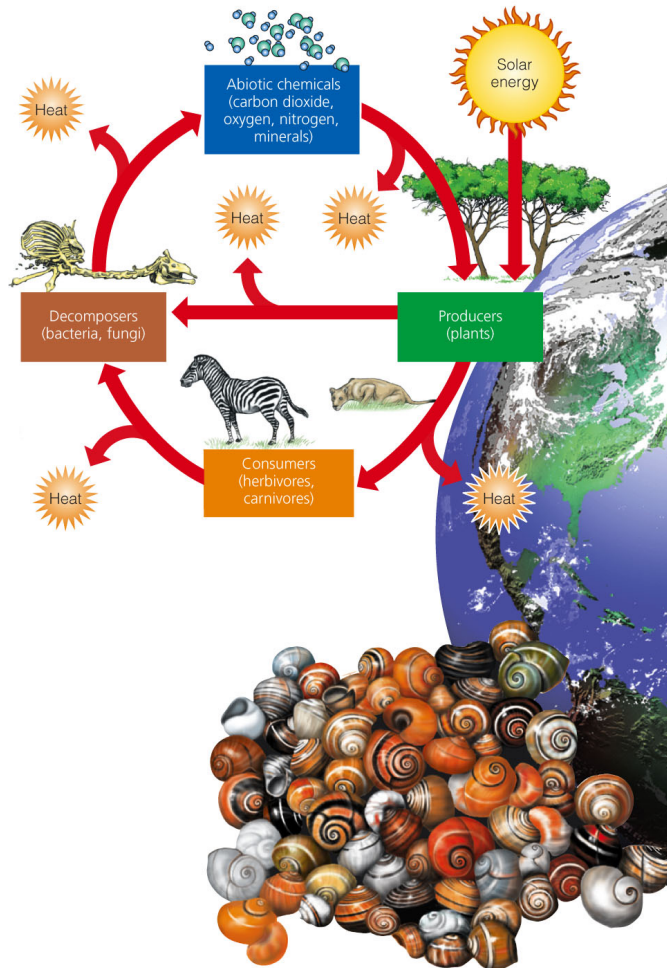 Solar
energy
Abiotic chemicals
(carbon dioxide,
oxygen, nitrogen,
minerals)
Heat
Heat
Heat
Decomposers
(bacteria, fungi)
Producers
(plants)
Consumers
(herbivores,
carnivores)
Heat
Heat